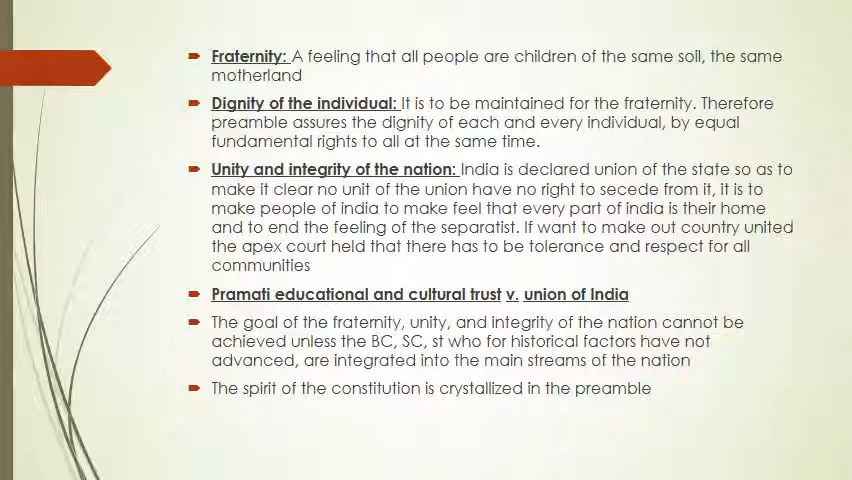 Fraternity: A feeling that all people are children of the same soil, the same
motherland
Dignity of the individual: It is to be maintained for the fraternity. Therefore
preamble assures the dignity of each and every individual, by equal
fundamental rights to all at the same time.
Unity and integrity of the nation: India is declared union of the state so as to
make it clear no unit of the union have no right to secede from it, it is to
make people of india to make feel that every part of india is their home
and to end the feeling of the separatist. If want to make out country united
the apex court held that there has to be tolerance and respect for all
communities
Pramati educational and cultural trust v. union of India
The goal of the fraternity, unity, and integrity of the nation cannot be
achieved unless the BC, SC, st who for historical factors have not
advanced, are integrated into the main streams of the nation
The spirit of the constitution is crystallized in the preamble